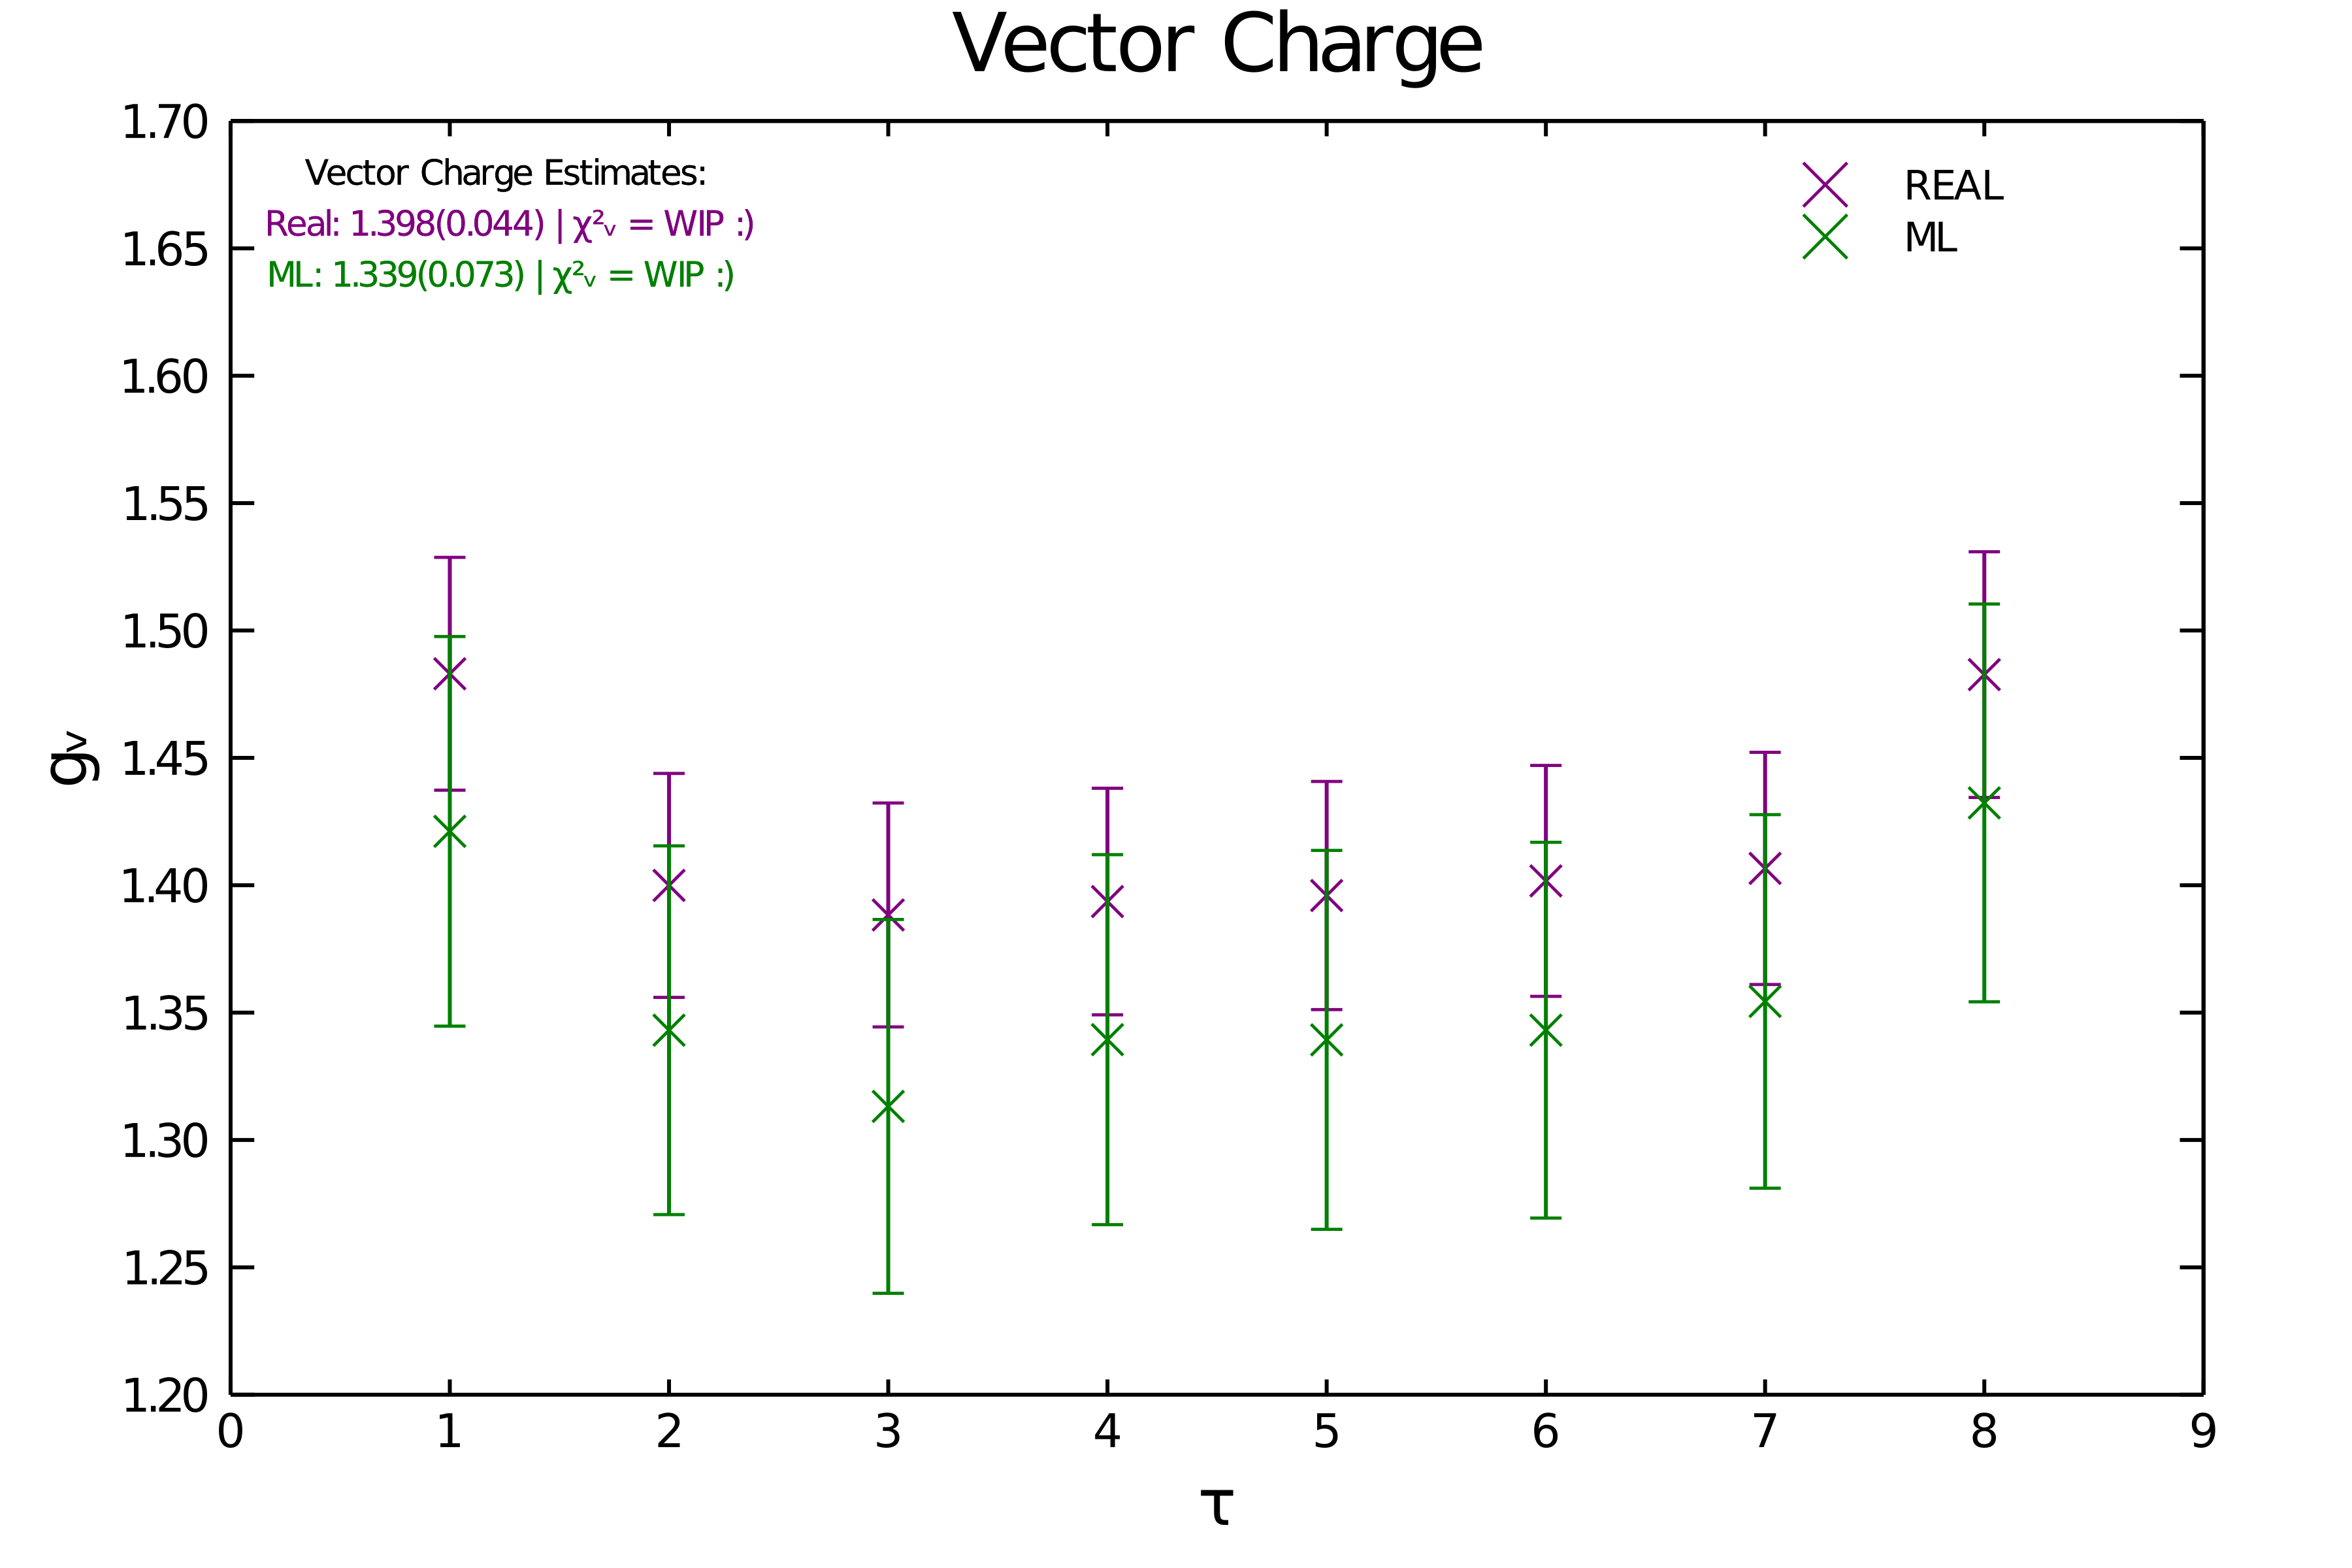 Vector Charge
Vector Charge Estimates:
Real: 1.398(0.044) | χ²ᵥ = WIP :)
ML: 1.339(0.073) | χ²ᵥ = WIP :)
REAL
ML
1.70
1.65
1.60
1.55
1.50
1.45
1.40
1.35
1.30
1.25
1.20
gᵥ
0 1 2 3 4 5 6 7 8 9
τ